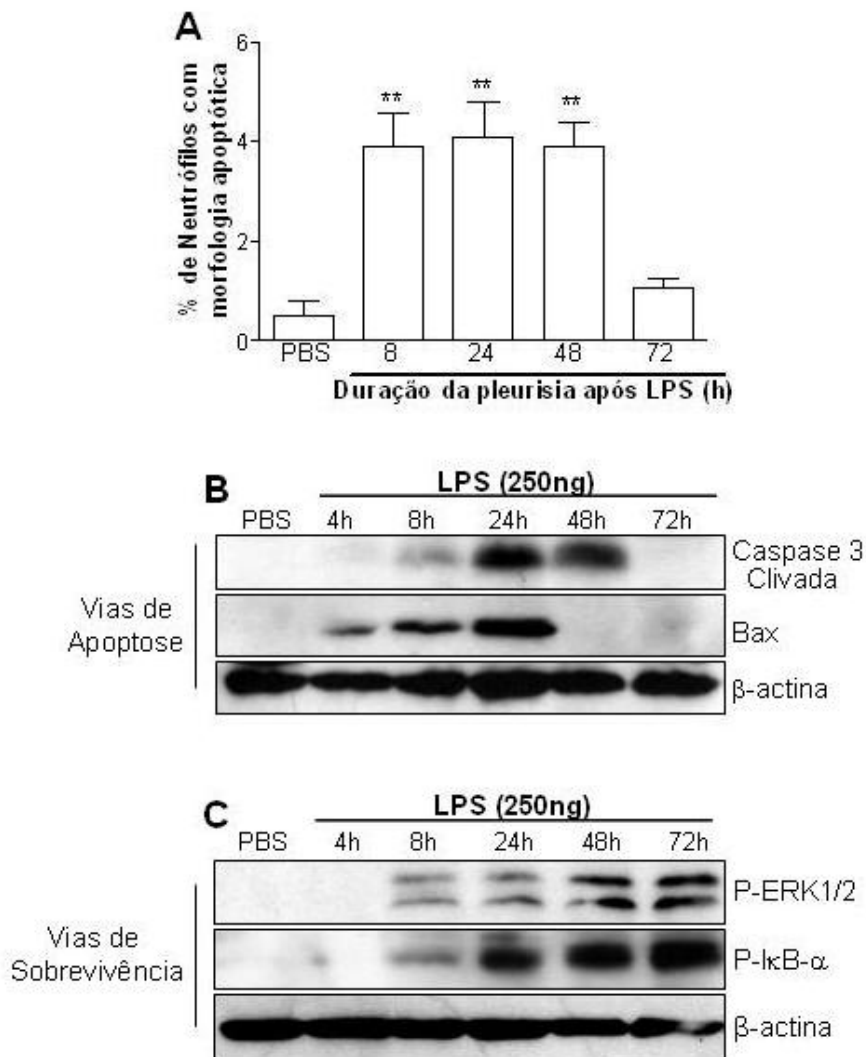 A
% de Neutrófilos com
morfologia apoptótica
6
4
2
0
** ** **
PBS 8 24 48 72
Duração da pleurisia após LPS (h)
B
LPS (250ng)
PBS 4h 8h 24h 48h 72h
Vias de
Apoptose
Caspase 3
Clivada
Bax
β-actina
C
LPS (250ng)
PBS 4h 8h 24h 48h 72h
Vias de
Sobrevivência
P-ERK1/2
P-IκB-α
β-actina